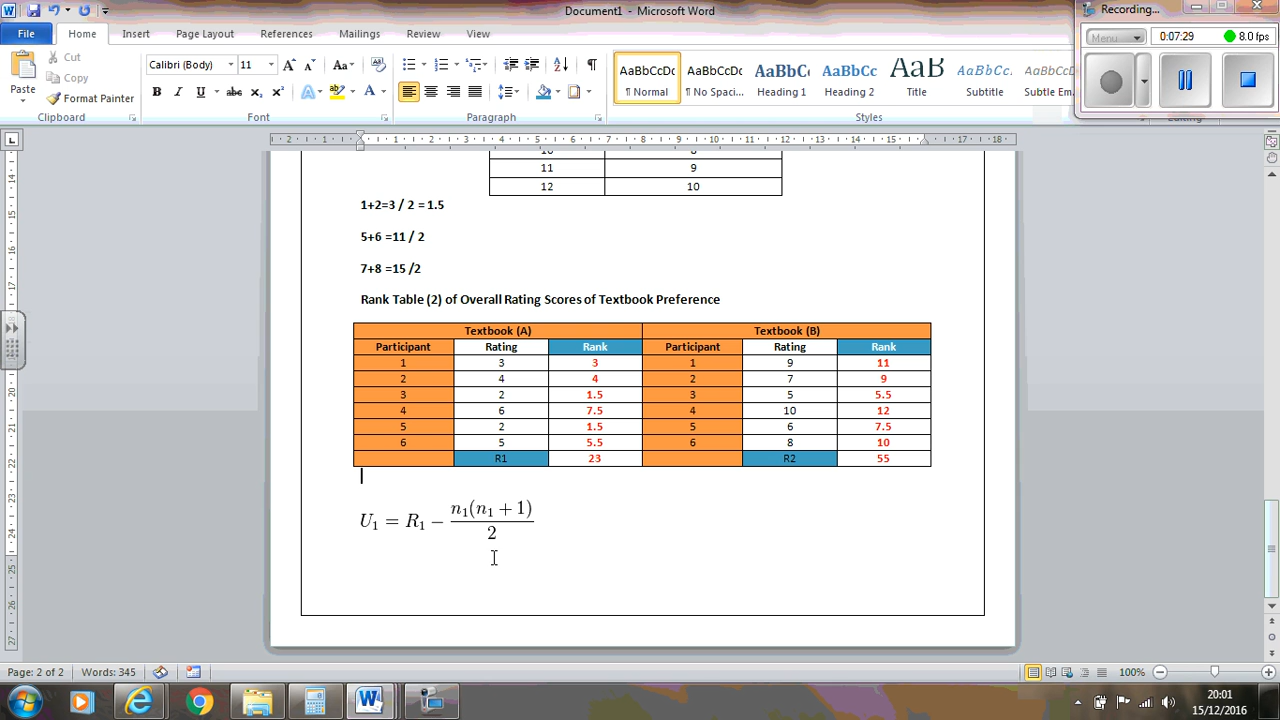 Document1 - Microsoft Word
Recording...
File Home Insert Page Layout References Mailings Review View
Menu 0:07:29 8.0 fps
Cut
Copy
Format Painter
Paste
Calibri (Body) 11
AaBbCcDc AaBbCcDc AaBbCc AaBbCc AaB AaBbCc. AaBbCcDc
¶ Normal ¶ No Spaci... Heading 1 Heading 2 Title Subtitle Subtle Em...
Clipboard Font Paragraph Styles Editing
11 9
12 10
1+2=3 / 2 = 1.5
5+6 =11 / 2
7+8 =15 /2
Rank Table (2) of Overall Rating Scores of Textbook Preference
Textbook (A) Textbook (B)
Participant Rating Rank Participant Rating Rank
1 3 3 1 9 11
2 4 4 2 7 9
3 2 1.5 3 5 5.5
4 6 7.5 4 10 12
5 2 1.5 5 6 7.5
6 5 5.5 6 8 10
R1 23 R2 55
U₁ = R₁ − n₁(n₁ + 1)
2
Page: 2 of 2 Words: 345 100%
20:01
15/12/2016